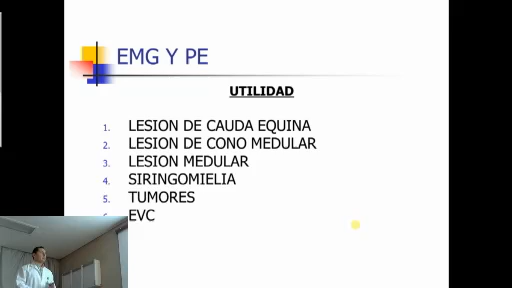 EMG Y PE
UTILIDAD
1. LESION DE CAUDA EQUINA
2. LESION DE CONO MEDULAR
3. LESION MEDULAR
4. SIRINGOMIELIA
5. TUMORES
EVC